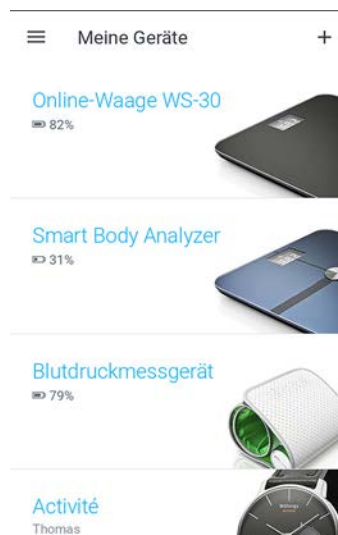 Meine Geräte
+
Online-Waage WS-30
82%
Smart Body Analyzer
31%
Blutdruckmessgerät
79%
Activité
Thomas